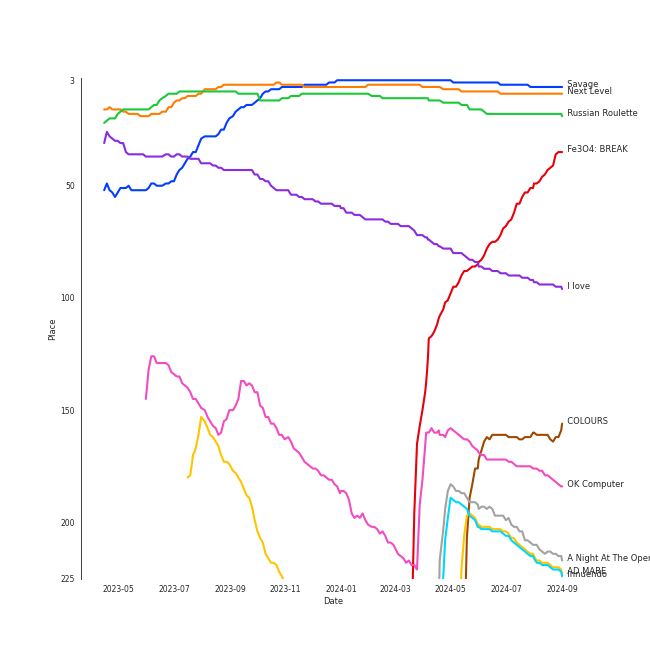 3
50
100
150
200
225
Place
Savage
Next Level
Russian Roulette
Fe3O4: BREAK
I love
COLOURS
OK Computer
A Night At The Oper
AD MARE
Innuendo
2023-05
2023-07
2023-09
2023-11
2024-01
2024-03
2024-05
2024-07
2024-09
Date